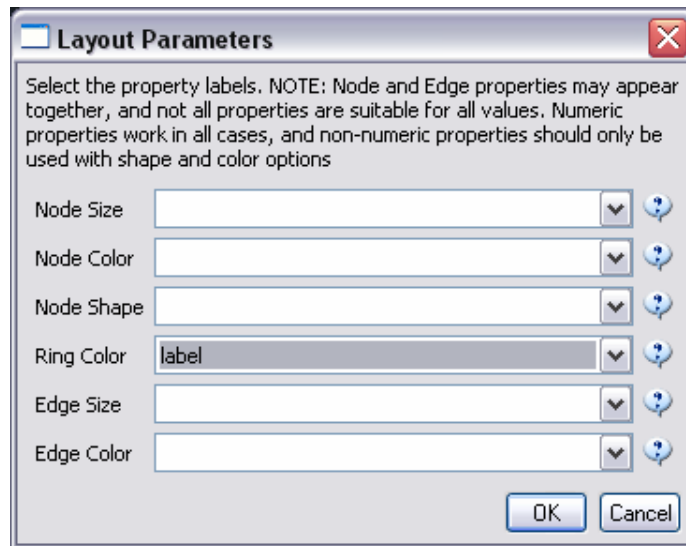 Layout Parameters
Select the property labels. NOTE: Node and Edge properties may appear
together, and not all properties are suitable for all values. Numeric
properties work in all cases, and non-numeric properties should only be
used with shape and color options
Node Size
Node Color
Node Shape
Ring Color label
Edge Size
Edge Color
OK Cancel